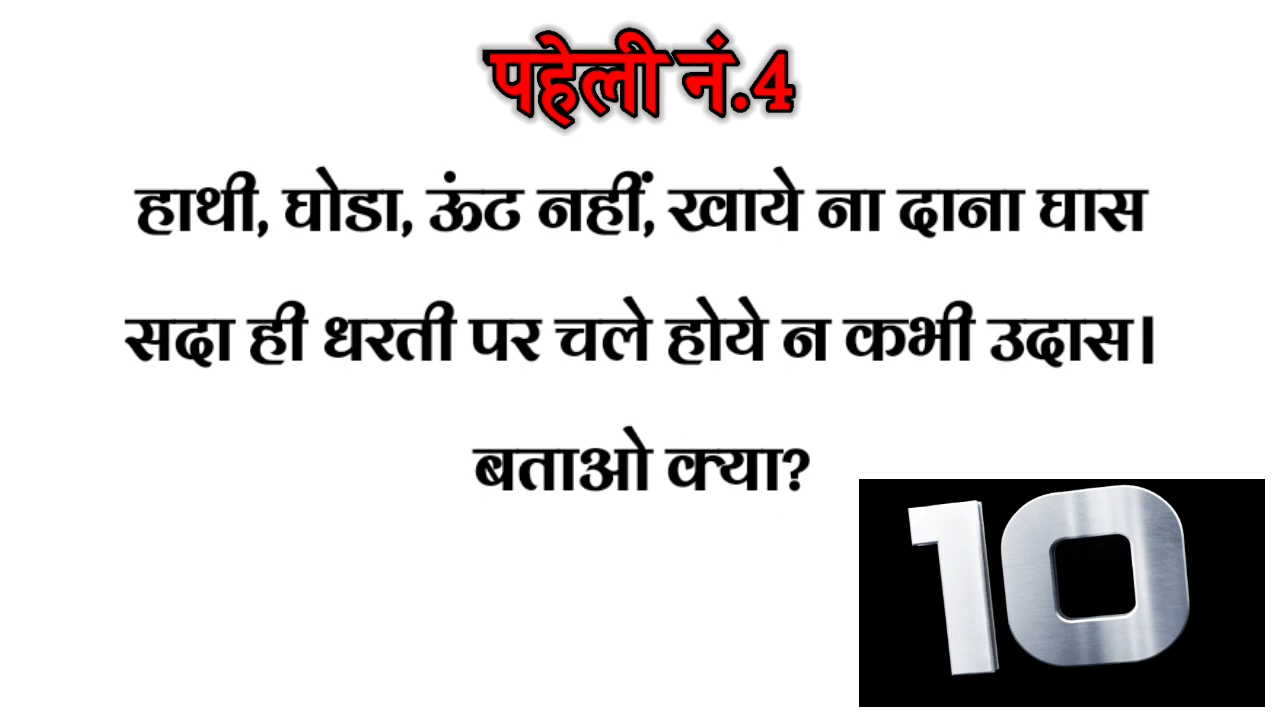 पहेली नं.4
हाथी, घोडा, ऊंट नहीं, खाये ना दाना घास
सदा ही धरती पर चले होये न कभी उदास।
बताओ क्या?
10